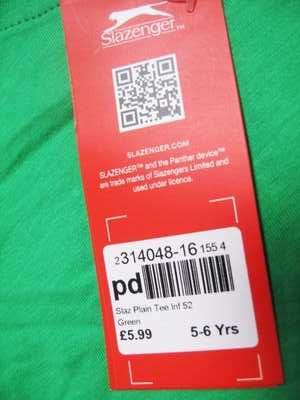 Slazenger™
SLAZENGER.COM
SLAZENGER™ and the Panther device™
are trade marks of Slazengers Limited and
used under licence.
2314048-16 155 4
pd
Slaz Plain Tee Inf 52
Green
£5.99 5-6 Yrs